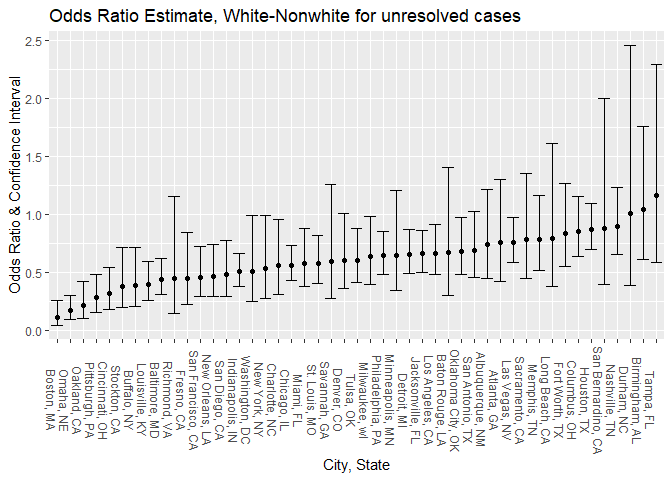 Odds Ratio Estimate, White-Nonwhite for unresolved cases
Odds Ratio & Confidence Interval
2.5
2.0
1.5
1.0
0.5
0.0
Boston, MA
Omaha, NE
Oakland, CA
Pittsburgh, PA
Cincinnati, OH
Stockton, CA
Buffalo, NY
Louisville, KY
Baltimore, MD
Richmond, VA
Fresno, CA
San Francisco, CA
New Orleans, LA
San Diego, CA
Indianapolis, IN
Washington, DC
New York, NY
Charlotte, NC
Chicago, IL
Miami, FL
St. Louis, MO
Savannah, GA
Denver, CO
Tulsa, OK
Milwaukee, wI
Philadelphia, PA
Minneapolis, MN
Detroit, MI
Jacksonville, FL
Los Angeles, CA
Baton Rouge, LA
Oklahoma City, OK
San Antonio, TX
Albuquerque, NM
Atlanta, GA
Las Vegas, NV
Sacramento, CA
Memphis, TN
Long Beach, CA
Fort Worth, TX
Columbus, OH
Houston, TX
San Bernardino, CA
Nashville, TN
Durham, NC
Birmingham, AL
Tampa, FL
City, State